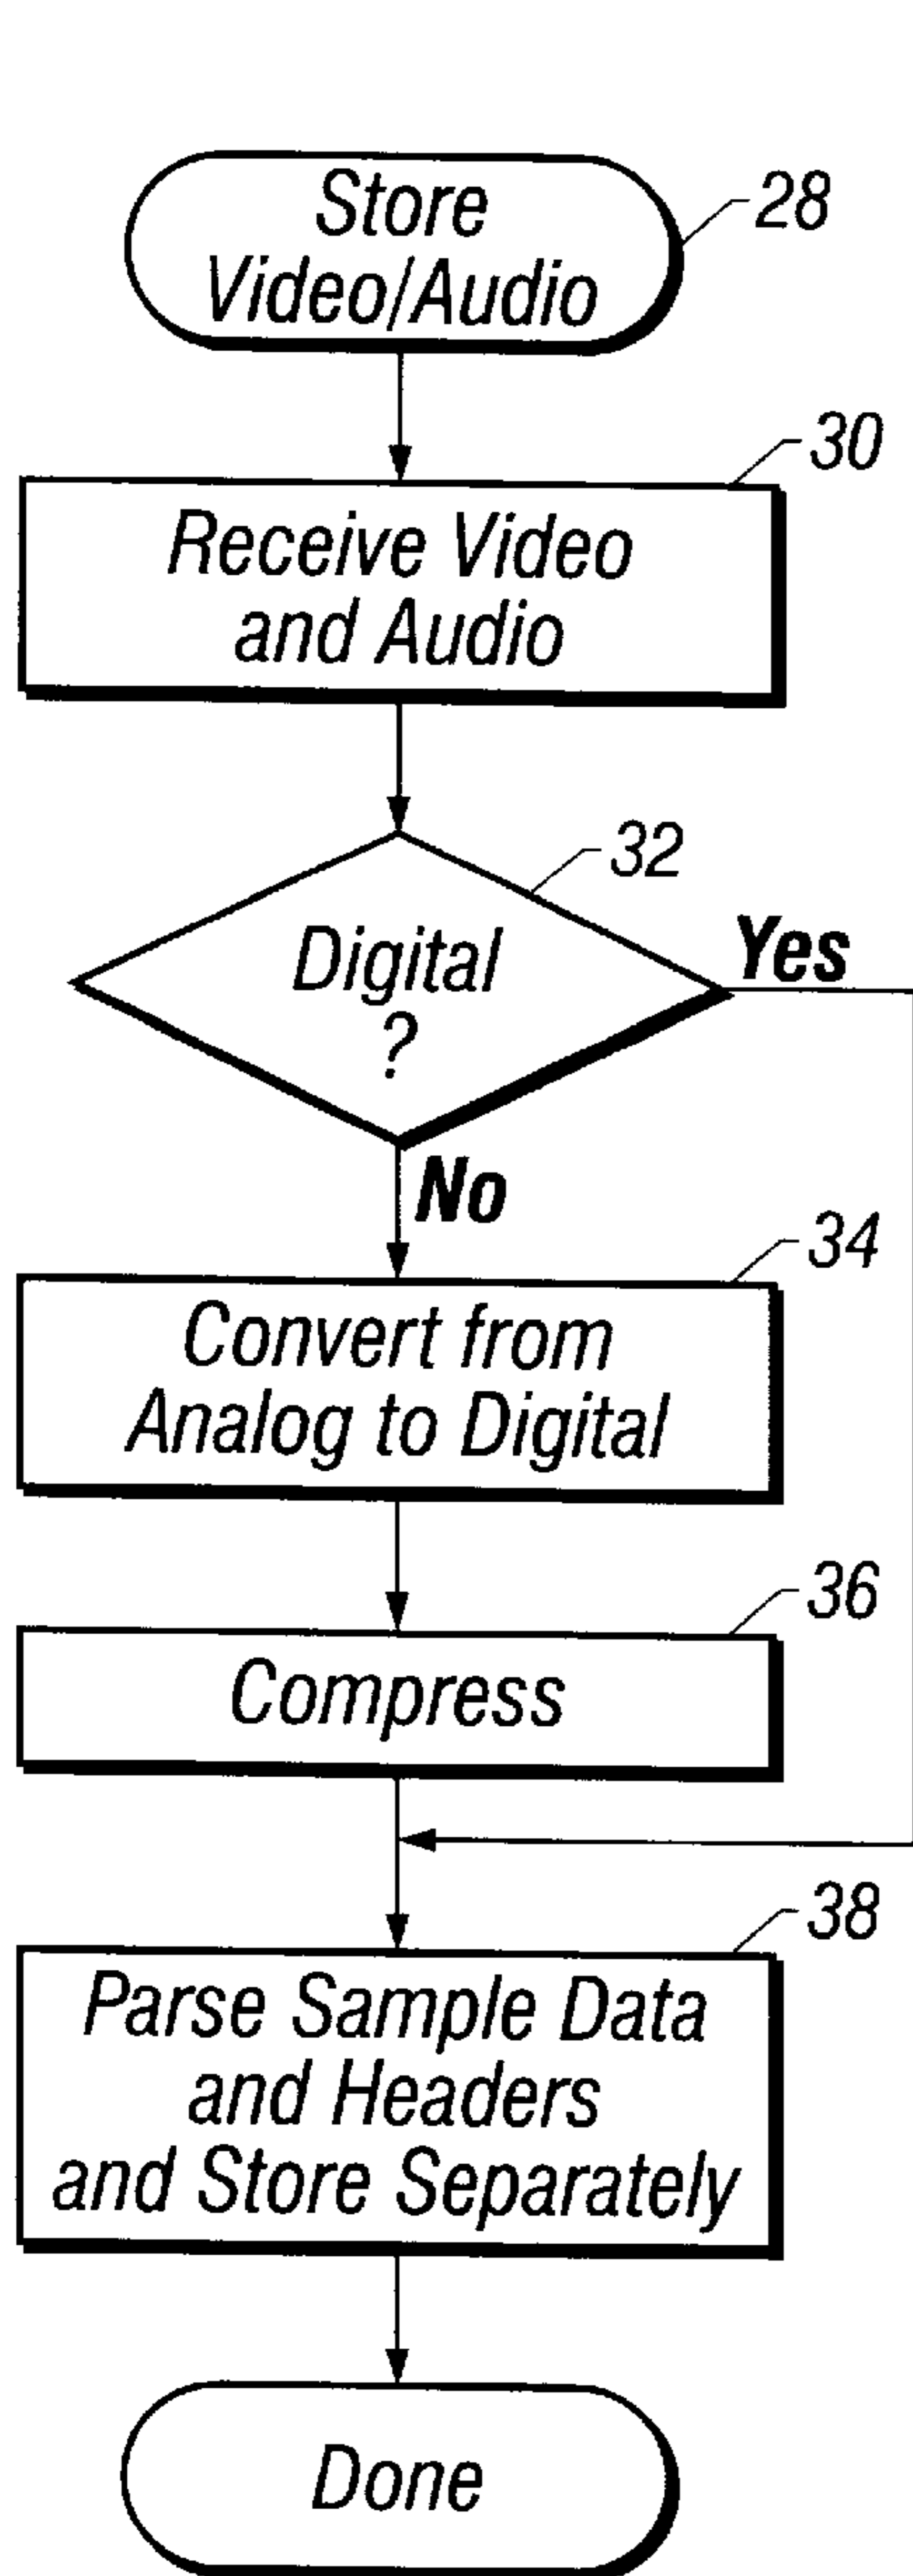 Store
Video/Audio
28
30
Receive Video
and Audio
32
Digital
?
Yes
No
34
Convert from
Analog to Digital
36
Compress
38
Parse Sample Data
and Headers
and Store Separately
Done